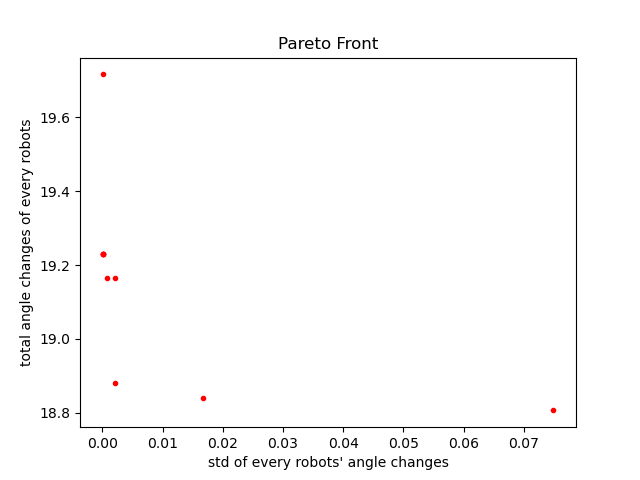 Pareto Front
total angle changes of every robots
19.6
19.4
19.2
19.0
18.8
0.00 0.01 0.02 0.03 0.04 0.05 0.06 0.07
std of every robots' angle changes